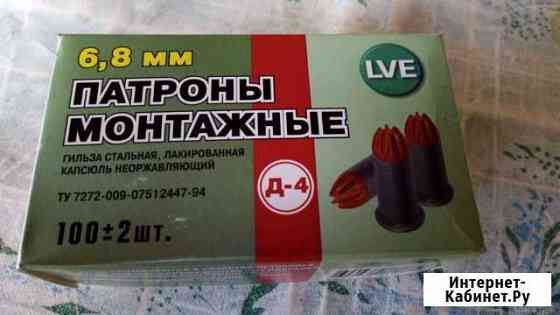 6,8 мм
LVE
ПАТРОНЫ
МОНТАЖНЫЕ
ГИЛЬЗА СТАЛЬНАЯ, ЛАКИРОВАННАЯ
КАПСЮЛЬ НЕОРЖАВЛЯЮЩИЙ
Д-4
ТУ 7272-009-07512447-94
100±2шт.
Интернет-
Кабинет.Ру